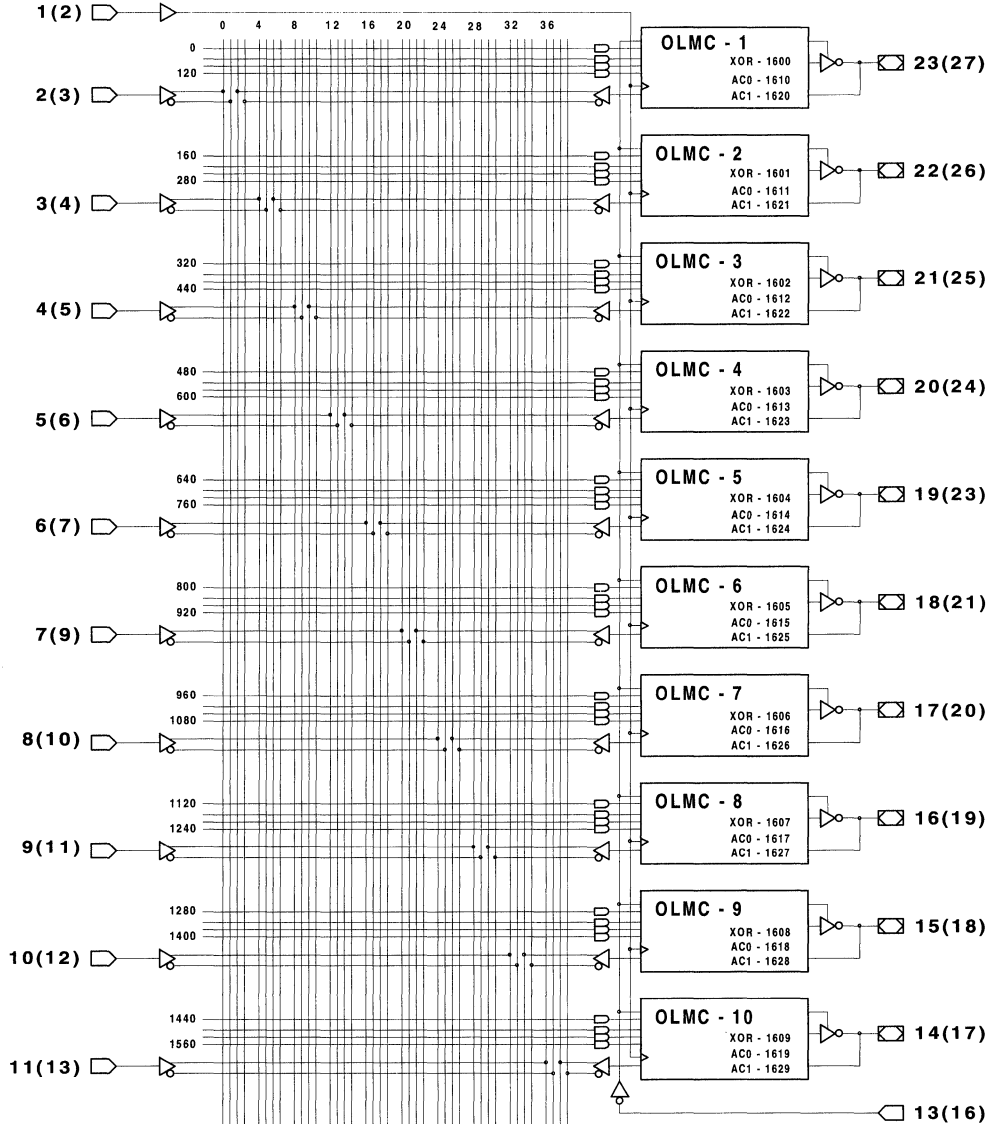 1(2)
0 4 8 12 16 20 24 28 32 36
0
120
2(3)
OLMC - 1
XOR - 1600
AC0 - 1610
AC1 - 1620
23(27)
160
280
3(4)
OLMC - 2
XOR - 1601
AC0 - 1611
AC1 - 1621
22(26)
320
440
4(5)
OLMC - 3
XOR - 1602
AC0 - 1612
AC1 - 1622
21(25)
480
600
5(6)
OLMC - 4
XOR - 1603
AC0 - 1613
AC1 - 1623
20(24)
640
760
6(7)
OLMC - 5
XOR - 1604
AC0 - 1614
AC1 - 1624
19(23)
800
920
7(9)
OLMC - 6
XOR - 1605
AC0 - 1615
AC1 - 1625
18(21)
960
1080
8(10)
OLMC - 7
XOR - 1606
AC0 - 1616
AC1 - 1626
17(20)
1120
1240
9(11)
OLMC - 8
XOR - 1607
AC0 - 1617
AC1 - 1627
16(19)
1280
1400
10(12)
OLMC - 9
XOR - 1608
AC0 - 1618
AC1 - 1628
15(18)
1440
1560
11(13)
OLMC - 10
XOR - 1609
AC0 - 1619
AC1 - 1629
14(17)
13(16)